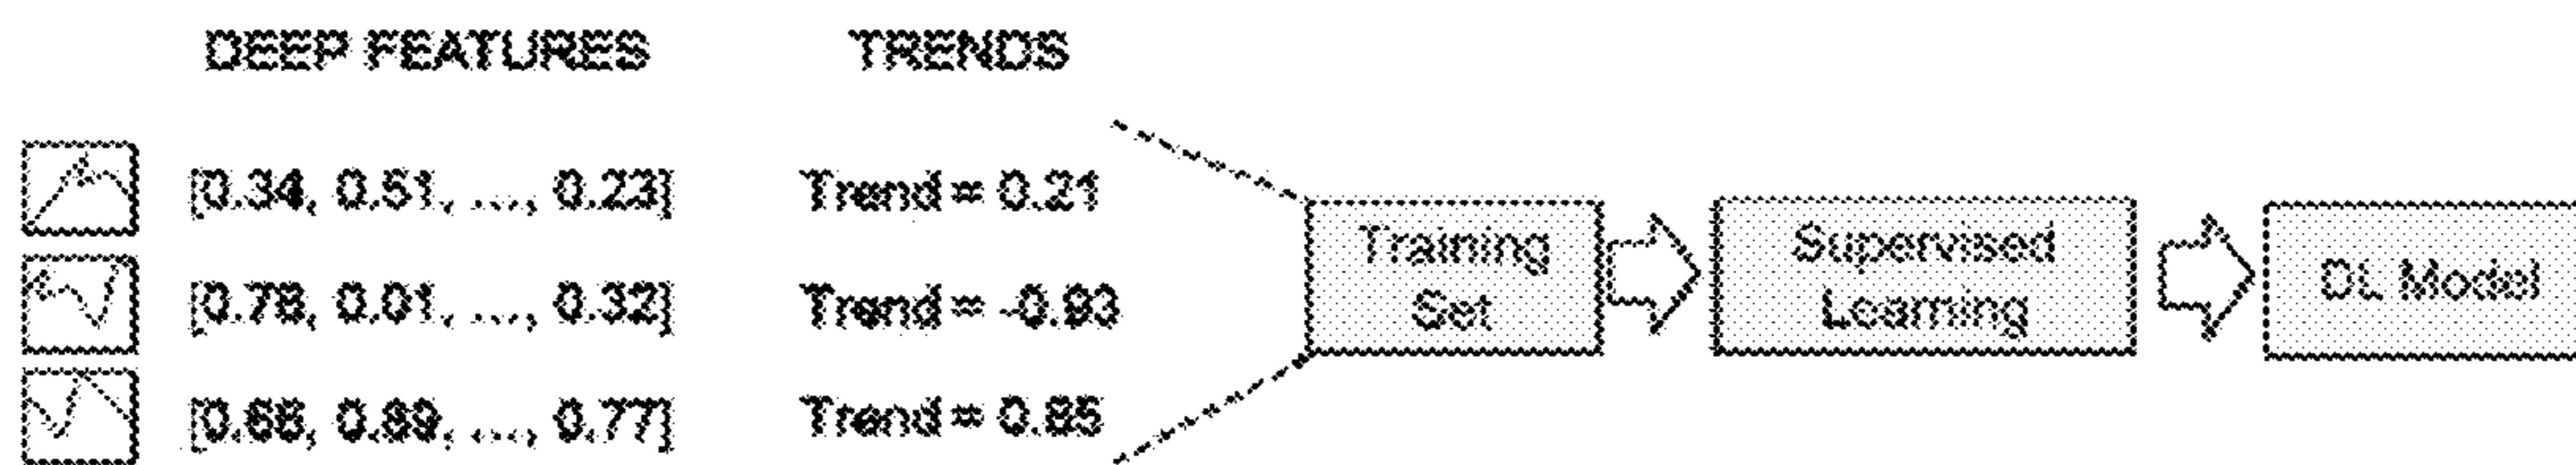 DEEP FEATURES
TRENDS
[0.34, 0.51, ..., 0.23]
Trend = 0.21
[0.78, 0.01, ..., 0.32]
Trend = -0.93
[0.68, 0.89, ..., 0.77]
Trend = 0.85
Training
Set
Supervised
Learning
DL Model